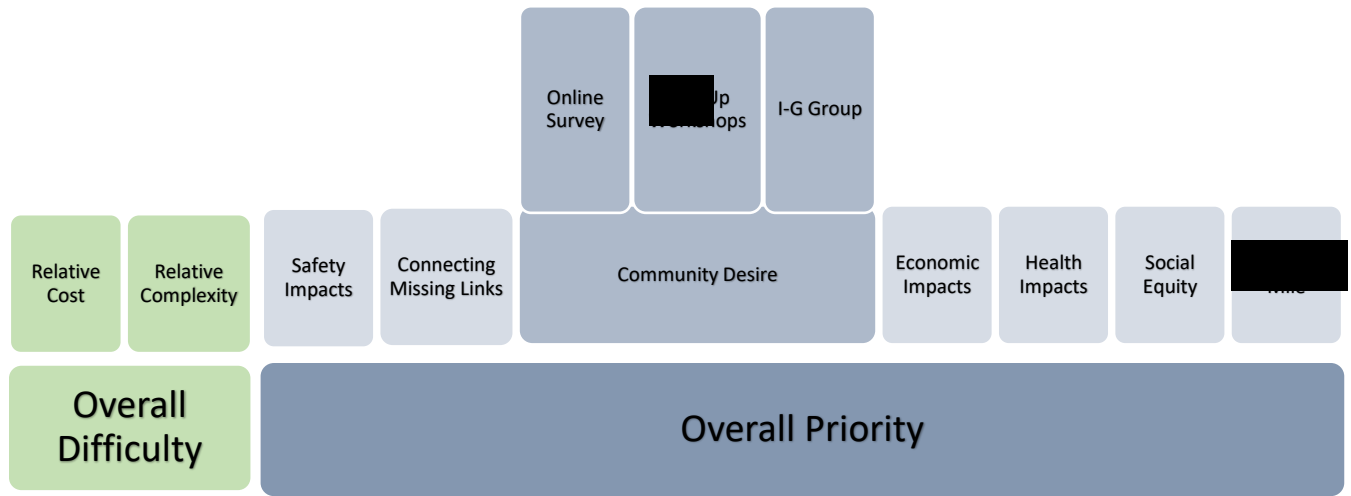 Online
Survey
Up
I-G Group
Relative
Cost
Relative
Complexity
Safety
Impacts
Connecting
Missing Links
Community Desire
Economic
Impacts
Health
Impacts
Social
Equity
Overall
Difficulty
Overall Priority